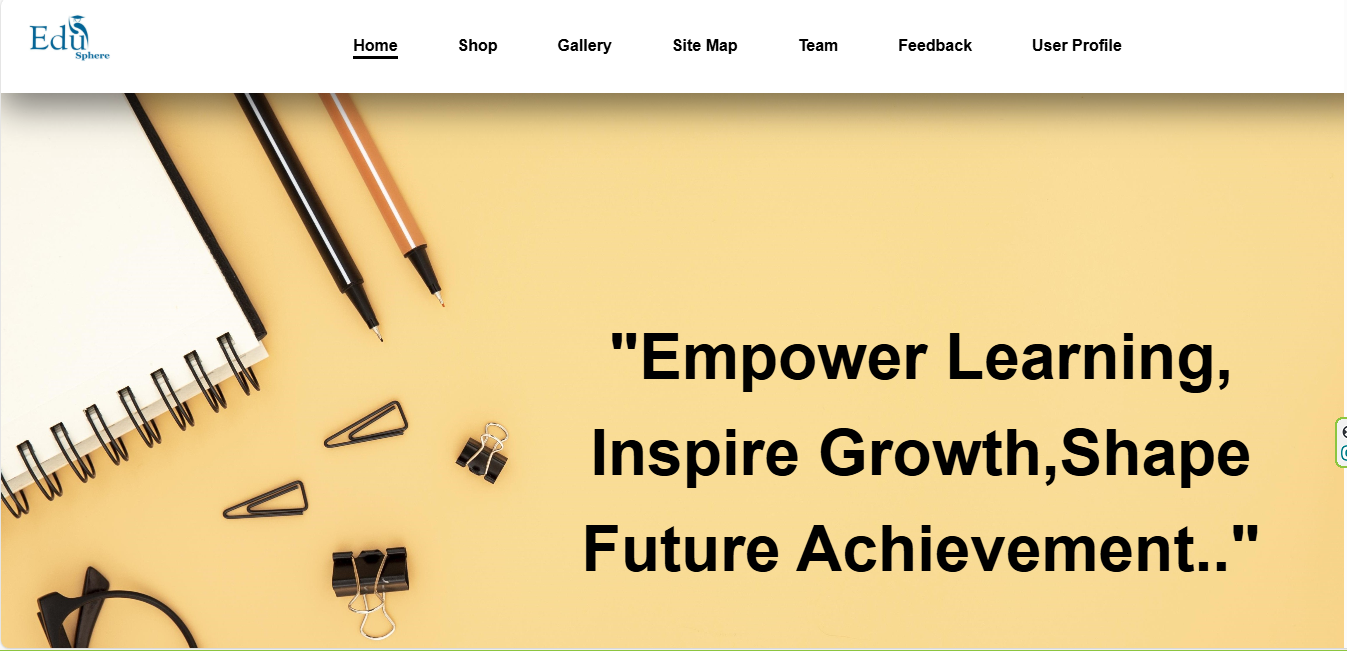 Edu
Sphere
Home Shop Gallery Site Map Team Feedback User Profile
"Empower Learning,
Inspire Growth,Shape
Future Achievement.."